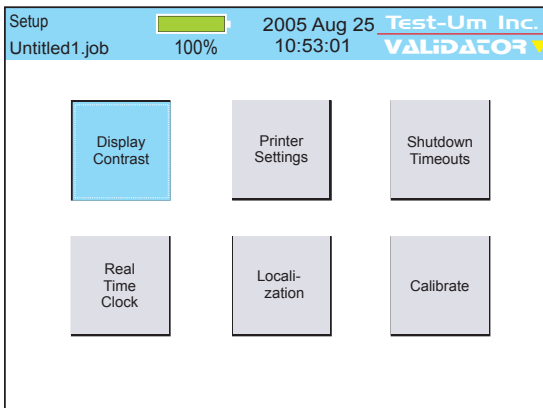 Setup 2005 Aug 25 Test-Um Inc.
Untitled1.job 100% 10:53:01 VALiDATOR
Display
Contrast
Printer
Settings
Shutdown
Timeouts
Real
Time
Clock
Locali-
zation
Calibrate